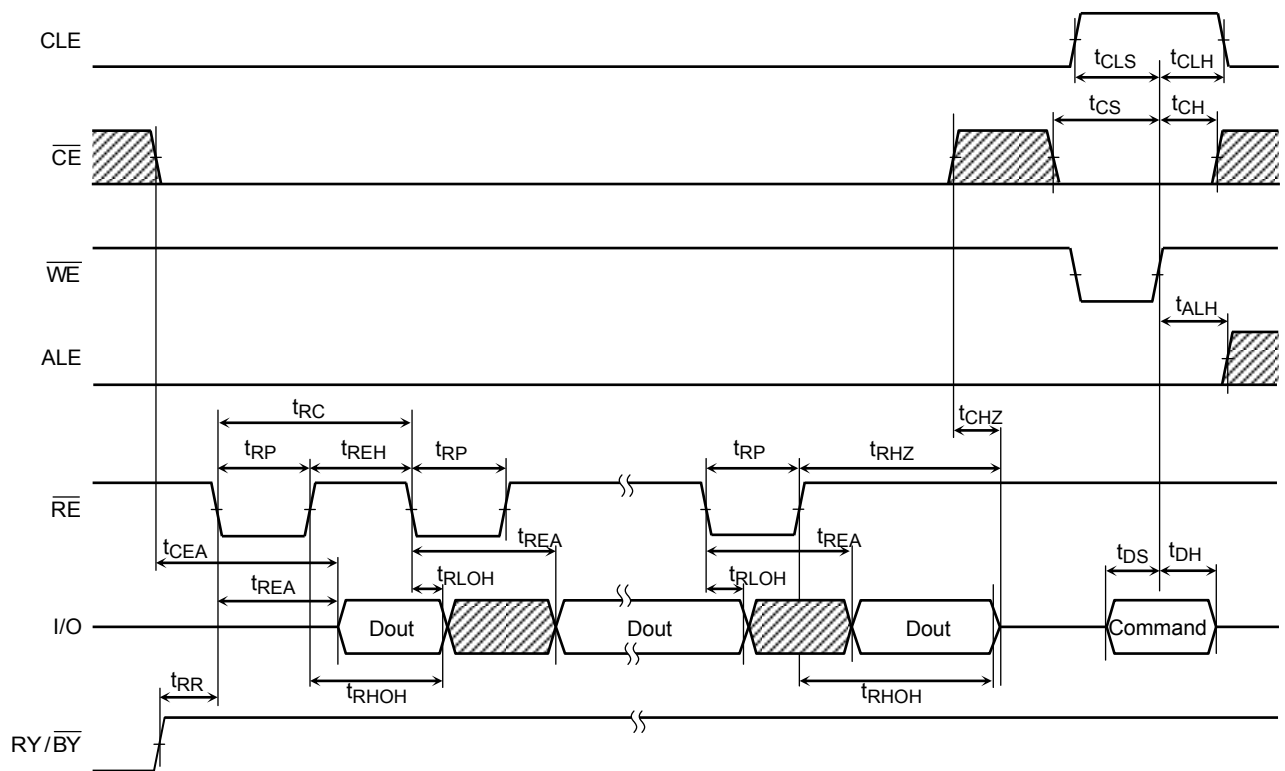 CLE
tCLS tCLH
tCS tCH
CE
WE
tALH
ALE
tRC
tCHZ
tRP tREH tRP tRP tRHZ
RE
tCEA tREA tREA
tDS tDH
tREA tRLOH tRLOH
I/O Dout Dout Dout Command
tRR tRHOH tRHOH
RY/BY